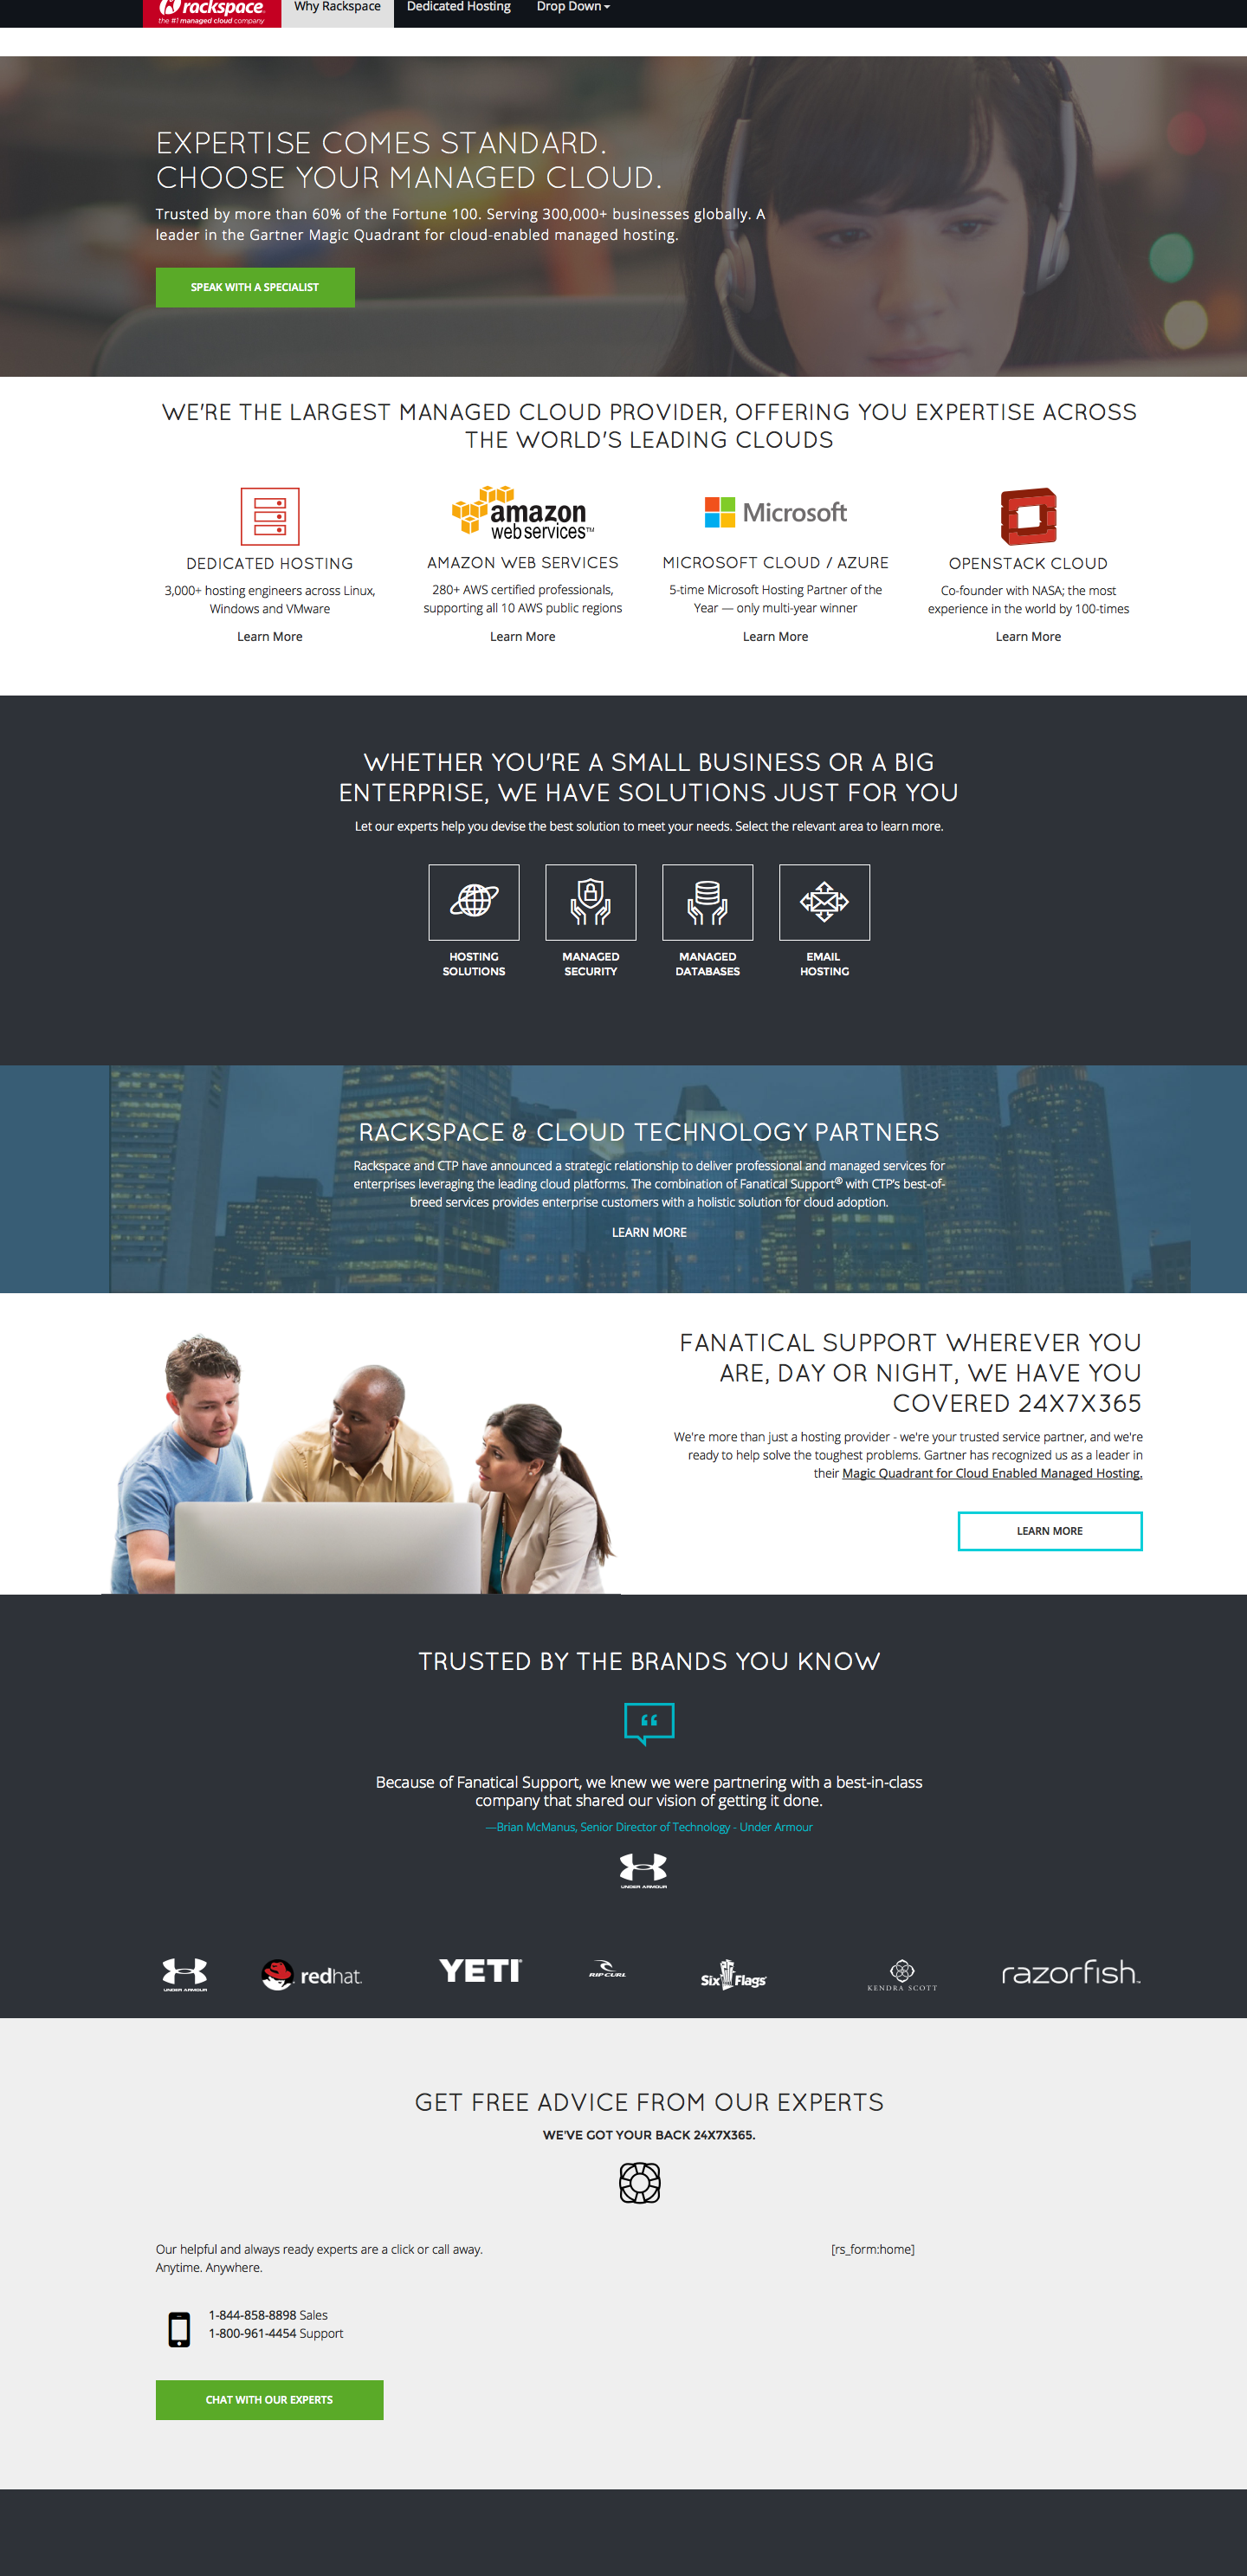 rackspace.
the #1 managed cloud company
Why Rackspace
Dedicated Hosting
Drop Down
EXPERTISE COMES STANDARD.
CHOOSE YOUR MANAGED CLOUD.
Trusted by more than 60% of the Fortune 100. Serving 300,000+ businesses globally. A
leader in the Gartner Magic Quadrant for cloud-enabled managed hosting.
SPEAK WITH A SPECIALIST
WE'RE THE LARGEST MANAGED CLOUD PROVIDER, OFFERING YOU EXPERTISE ACROSS
THE WORLD'S LEADING CLOUDS
DEDICATED HOSTING
3,000+ hosting engineers across Linux,
Windows and VMware
Learn More
amazon
web services™
AMAZON WEB SERVICES
280+ AWS certified professionals,
supporting all 10 AWS public regions
Learn More
Microsoft
MICROSOFT CLOUD / AZURE
5-time Microsoft Hosting Partner of the
Year — only multi-year winner
Learn More
OPENSTACK CLOUD
Co-founder with NASA; the most
experience in the world by 100-times
Learn More
WHETHER YOU'RE A SMALL BUSINESS OR A BIG
ENTERPRISE, WE HAVE SOLUTIONS JUST FOR YOU
Let our experts help you devise the best solution to meet your needs. Select the relevant area to learn more.
HOSTING
SOLUTIONS
MANAGED
SECURITY
MANAGED
DATABASES
EMAIL
HOSTING
RACKSPACE & CLOUD TECHNOLOGY PARTNERS
Rackspace and CTP have announced a strategic relationship to deliver professional and managed services for
enterprises leveraging the leading cloud platforms. The combination of Fanatical Support® with CTP's best-of-
breed services provides enterprise customers with a holistic solution for cloud adoption.
LEARN MORE
FANATICAL SUPPORT WHEREVER YOU
ARE, DAY OR NIGHT, WE HAVE YOU
COVERED 24X7X365
We're more than just a hosting provider - we're your trusted service partner, and we're
ready to help solve the toughest problems. Gartner has recognized us as a leader in
their Magic Quadrant for Cloud Enabled Managed Hosting.
LEARN MORE
TRUSTED BY THE BRANDS YOU KNOW
Because of Fanatical Support, we knew we were partnering with a best-in-class
company that shared our vision of getting it done.
—Brian McManus, Senior Director of Technology - Under Armour
UNDER ARMOUR
UNDER ARMOUR
redhat.
YETI®
RIP CURL
Six Flags
KENDRA SCOTT
razorfish™
GET FREE ADVICE FROM OUR EXPERTS
WE'VE GOT YOUR BACK 24X7X365.
Our helpful and always ready experts are a click or call away.
Anytime. Anywhere.
[rs_form:home]
1-844-858-8898 Sales
1-800-961-4454 Support
CHAT WITH OUR EXPERTS